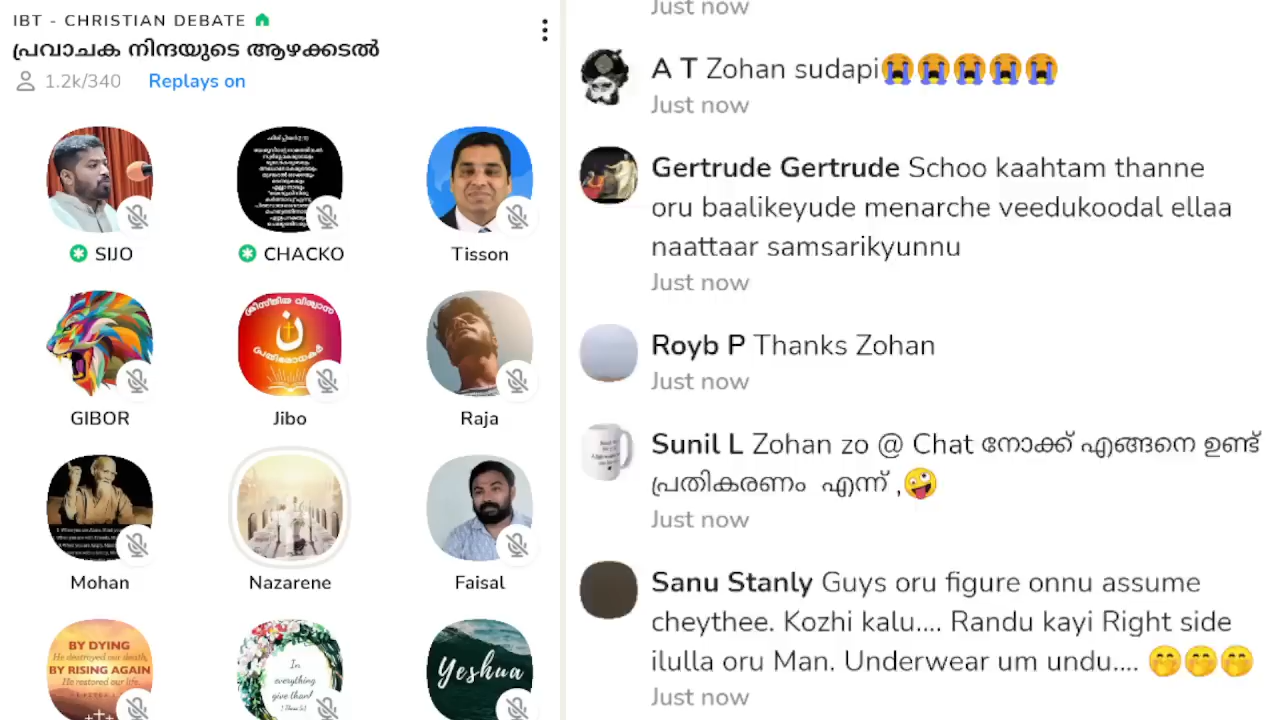 IBT - CHRISTIAN DEBATE
പ്രവാചക നിന്ദയുടെ ആഴക്കടൽ
1.2k/340 Replays on
SIJO
CHACKO
Tisson
ക്രിസ്തീയ വിശ്വാസ
പ്രതിരോധകർ
GIBOR
Jibo
Raja
Mohan
Nazarene
Faisal
BY DYING
He destroyed our death,
BY RISING AGAIN
He restored our life.
In
everything
give thanks!
Yeshua
Just now
A T Zohan sudapi😭😭😭😭😭
Just now
Gertrude Gertrude Schoo kaahtam thanne
oru baalikeyude menarche veedukoodal ellaa
naattaar samsarikyunnu
Just now
Royb P Thanks Zohan
Just now
Sunil L Zohan zo @ Chat നോക്ക് എങ്ങനെ ഉണ്ട്
പ്രതികരണം എന്ന് ,🤪
Just now
Sanu Stanly Guys oru figure onnu assume
cheythee. Kozhi kalu.... Randu kayi Right side
ilulla oru Man. Underwear um undu.... 🤭🤭🤭
Just now